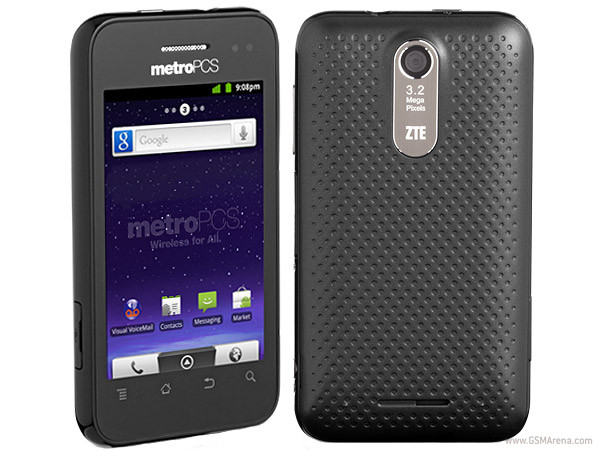 metroPCS
9:08pm
3
8 Google
metroPCS
Wireless for All.
Visual VoiceMail
Contacts
Messaging
Market
3.2
Mega
Pixels
ZTE
www.GSMArena.com